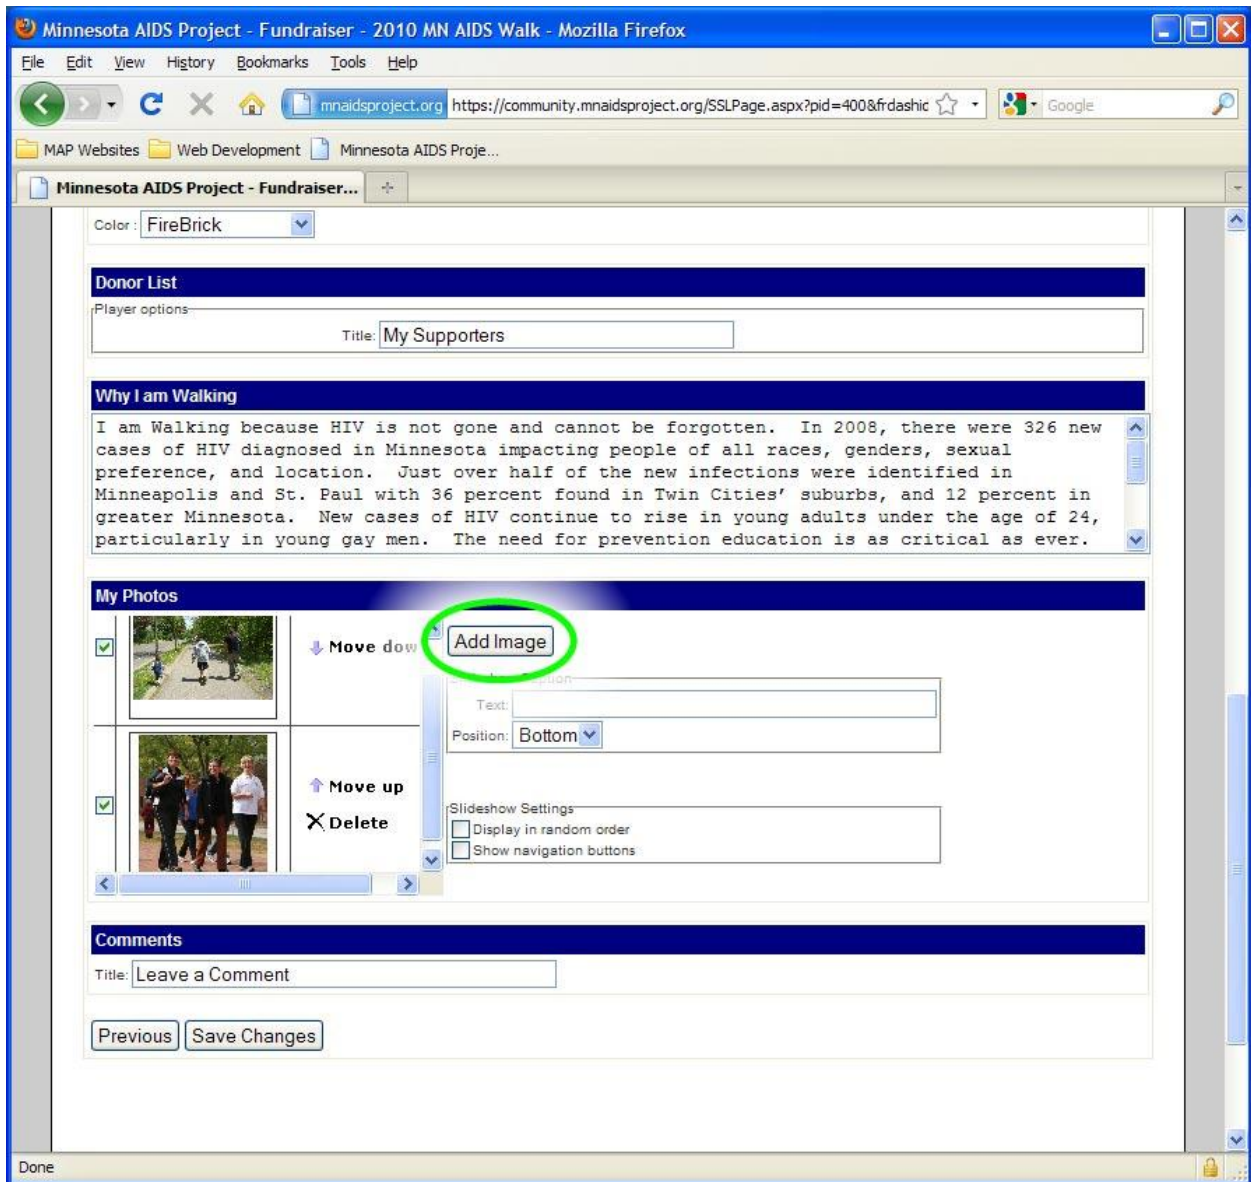 Minnesota AIDS Project - Fundraiser - 2010 MN AIDS Walk - Mozilla Firefox
File Edit View History Bookmarks Tools Help
mnaidsproject.org https://community.mnaidsproject.org/SSLPage.aspx?pid=400&frdashic Google
MAP Websites Web Development Minnesota AIDS Proje...
Minnesota AIDS Project - Fundraiser...
Color : FireBrick
Donor List
Player options
Title: My Supporters
Why I am Walking
I am Walking because HIV is not gone and cannot be forgotten. In 2008, there were 326 new
cases of HIV diagnosed in Minnesota impacting people of all races, genders, sexual
preference, and location. Just over half of the new infections were identified in
Minneapolis and St. Paul with 36 percent found in Twin Cities' suburbs, and 12 percent in
greater Minnesota. New cases of HIV continue to rise in young adults under the age of 24,
particularly in young gay men. The need for prevention education is as critical as ever.
My Photos
Move dow
Add Image
Text:
Position: Bottom
Move up
Delete
Slideshow Settings
Display in random order
Show navigation buttons
Comments
Title: Leave a Comment
Previous Save Changes
Done